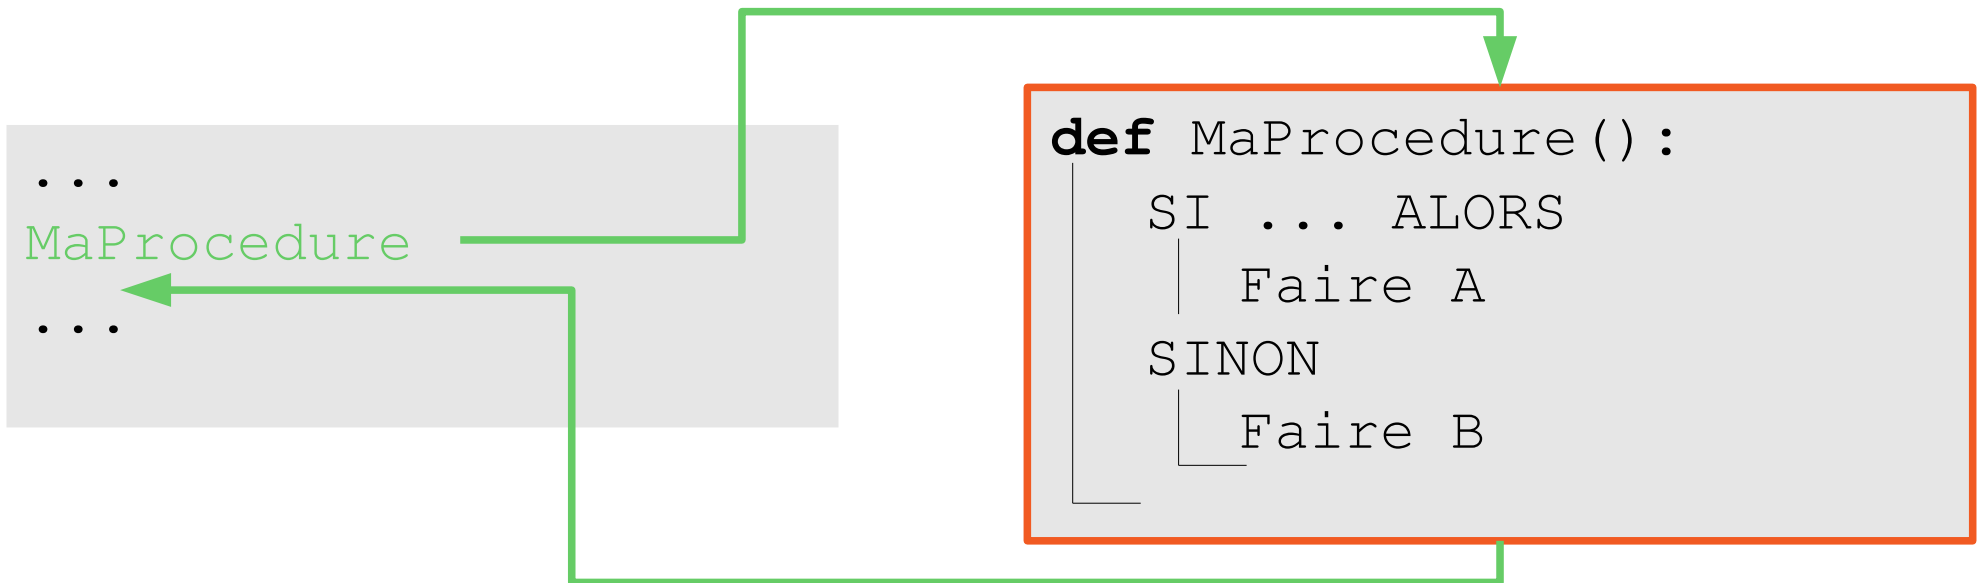 ...
MaProcedure
...
def MaProcedure():
SI ... ALORS
Faire A
SINON
Faire B